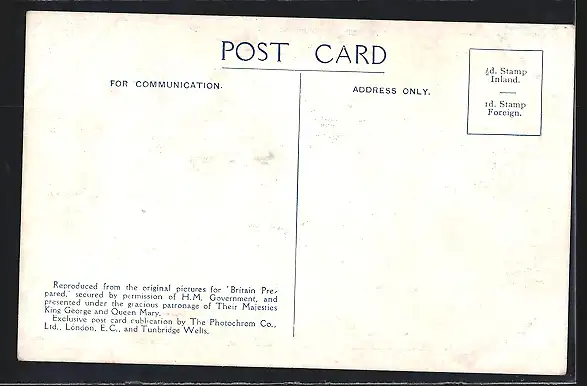 POST CARD
FOR COMMUNICATION.
ADDRESS ONLY.
½d. Stamp
Inland.
1d. Stamp
Foreign.
Reproduced from the original pictures for "Britain Pre-
pared," secured by permission of H.M. Government, and
presented under the gracious patronage of Their Majesties
King George and Queen Mary.
Exclusive post card publication by The Photochrom Co.,
Ltd., London, E.C., and Tunbridge Wells.